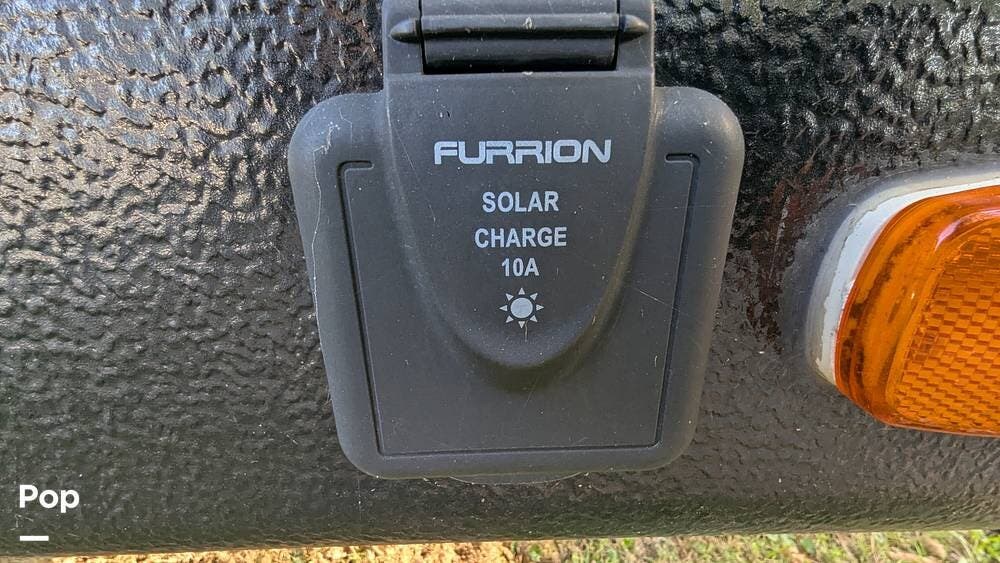 FURRION
SOLAR
CHARGE
10A
Pop